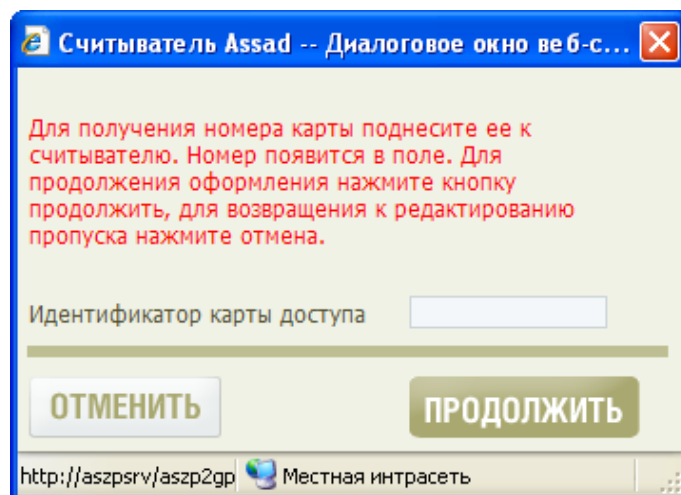 Считыватель Assad -- Диалоговое окно веб-с...
Для получения номера карты поднесите ее к
считывателю. Номер появится в поле. Для
продолжения оформления нажмите кнопку
продолжить, для возвращения к редактированию
пропуска нажмите отмена.
Идентификатор карты доступа
ОТМЕНИТЬ
ПРОДОЛЖИТЬ
http://aszpsrv/aszp2gp
Местная интрасеть